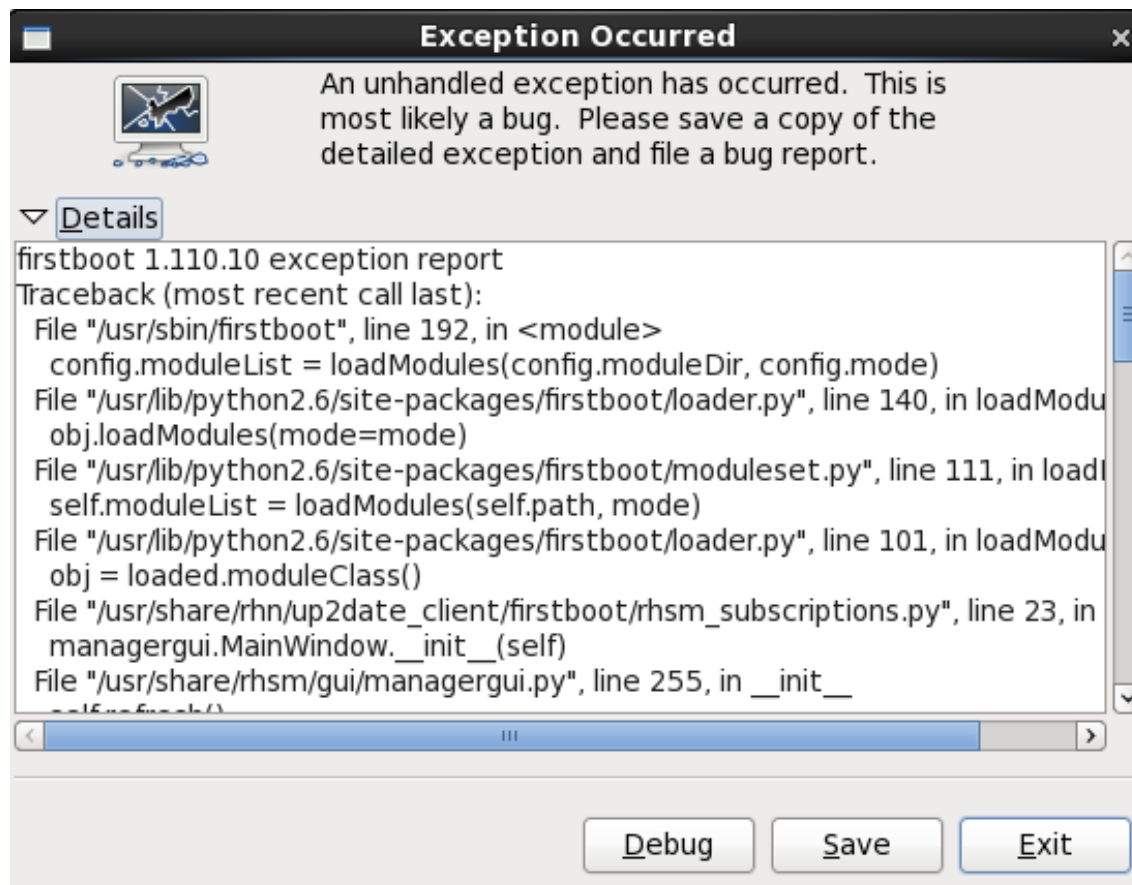 Exception Occurred
An unhandled exception has occurred. This is
most likely a bug. Please save a copy of the
detailed exception and file a bug report.
Details
firstboot 1.110.10 exception report
Traceback (most recent call last):
File "/usr/sbin/firstboot", line 192, in <module>
config.moduleList = loadModules(config.moduleDir, config.mode)
File "/usr/lib/python2.6/site-packages/firstboot/loader.py", line 140, in loadModu
obj.loadModules(mode=mode)
File "/usr/lib/python2.6/site-packages/firstboot/moduleset.py", line 111, in load
self.moduleList = loadModules(self.path, mode)
File "/usr/lib/python2.6/site-packages/firstboot/loader.py", line 101, in loadModu
obj = loaded.moduleClass()
File "/usr/share/rhn/up2date_client/firstboot/rhsm_subscriptions.py", line 23, in
managergui.MainWindow.__init__(self)
File "/usr/share/rhsm/gui/managergui.py", line 255, in __init__
self.refresh()
Debug
Save
Exit